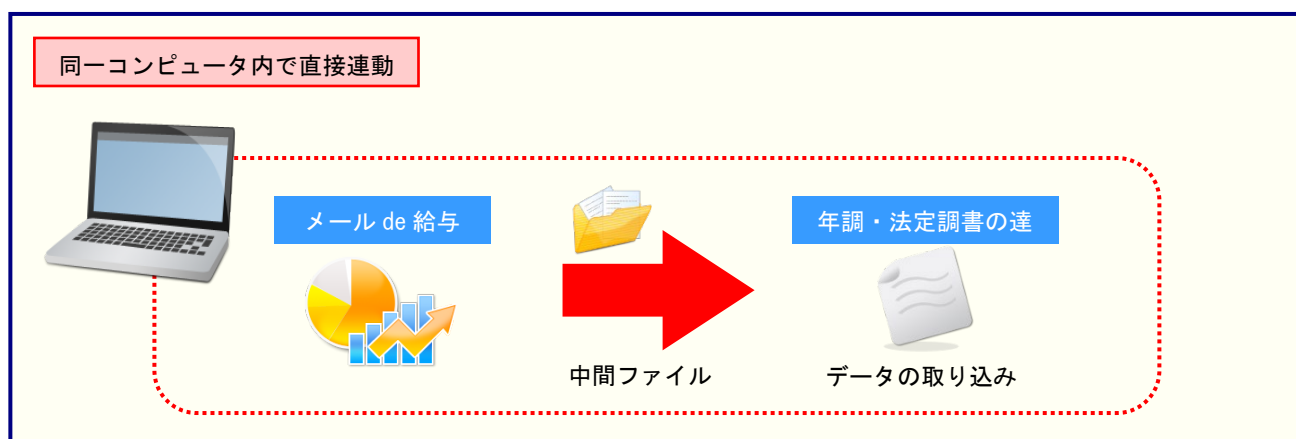 同一コンピュータ内で直接連動
メール de 給与
年調・法定調書の達
中間ファイル
データの取り込み